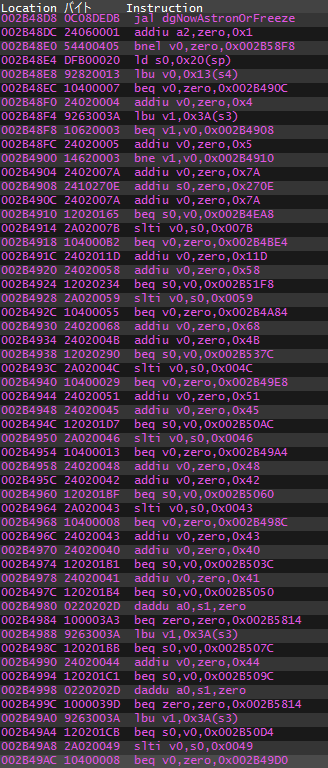 Location バイト Instruction
002B48D8 0C08DEDB jal dgNowAstronOrFreeze
002B48DC 24060001 addiu a2,zero,0x1
002B48E0 54400405 bnel v0,zero,0x002B58F8
002B48E4 DFB00020 ld s0,0x20(sp)
002B48E8 92820013 lbu v0,0x13(s4)
002B48EC 10400007 beq v0,zero,0x002B490C
002B48F0 24020004 addiu v0,zero,0x4
002B48F4 9263003A lbu v1,0x3A(s3)
002B48F8 10620003 beq v1,v0,0x002B4908
002B48FC 24020005 addiu v0,zero,0x5
002B4900 14620003 bne v1,v0,0x002B4910
002B4904 2402007A addiu v0,zero,0x7A
002B4908 2410270E addiu s0,zero,0x270E
002B490C 2402007A addiu v0,zero,0x7A
002B4910 12020165 beq s0,v0,0x002B4EA8
002B4914 2A02007B slti v0,s0,0x007B
002B4918 104000B2 beq v0,zero,0x002B4BE4
002B491C 2402011D addiu v0,zero,0x11D
002B4920 24020058 addiu v0,zero,0x58
002B4924 12020234 beq s0,v0,0x002B51F8
002B4928 2A020059 slti v0,s0,0x0059
002B492C 10400055 beq v0,zero,0x002B4A84
002B4930 24020068 addiu v0,zero,0x68
002B4934 2402004B addiu v0,zero,0x4B
002B4938 12020290 beq s0,v0,0x002B537C
002B493C 2A02004C slti v0,s0,0x004C
002B4940 10400029 beq v0,zero,0x002B49E8
002B4944 24020051 addiu v0,zero,0x51
002B4948 24020045 addiu v0,zero,0x45
002B494C 120201D7 beq s0,v0,0x002B50AC
002B4950 2A020046 slti v0,s0,0x0046
002B4954 10400013 beq v0,zero,0x002B49A4
002B4958 24020048 addiu v0,zero,0x48
002B495C 24020042 addiu v0,zero,0x42
002B4960 120201BF beq s0,v0,0x002B5060
002B4964 2A020043 slti v0,s0,0x0043
002B4968 10400008 beq v0,zero,0x002B498C
002B496C 24020043 addiu v0,zero,0x43
002B4970 24020040 addiu v0,zero,0x40
002B4974 120201B1 beq s0,v0,0x002B503C
002B4978 24020041 addiu v0,zero,0x41
002B497C 120201B4 beq s0,v0,0x002B5050
002B4980 0220202D daddu a0,s1,zero
002B4984 100003A3 beq zero,zero,0x002B5814
002B4988 9263003A lbu v1,0x3A(s3)
002B498C 120201BB beq s0,v0,0x002B507C
002B4990 24020044 addiu v0,zero,0x44
002B4994 120201C1 beq s0,v0,0x002B509C
002B4998 0220202D daddu a0,s1,zero
002B499C 1000039D beq zero,zero,0x002B5814
002B49A0 9263003A lbu v1,0x3A(s3)
002B49A4 120201CB beq s0,v0,0x002B50D4
002B49A8 2A020049 slti v0,s0,0x0049
002B49AC 10400008 beq v0,zero,0x002B49D0